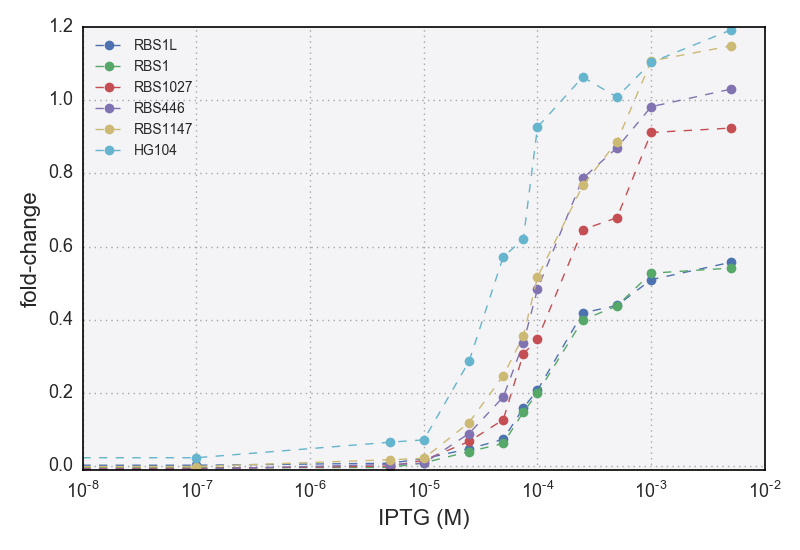 1.2
1.0
0.8
0.6
0.4
0.2
0.0
fold-change
RBS1L
RBS1
RBS1027
RBS446
RBS1147
HG104
10⁻⁸ 10⁻⁷ 10⁻⁶ 10⁻⁵ 10⁻⁴ 10⁻³ 10⁻²
IPTG (M)